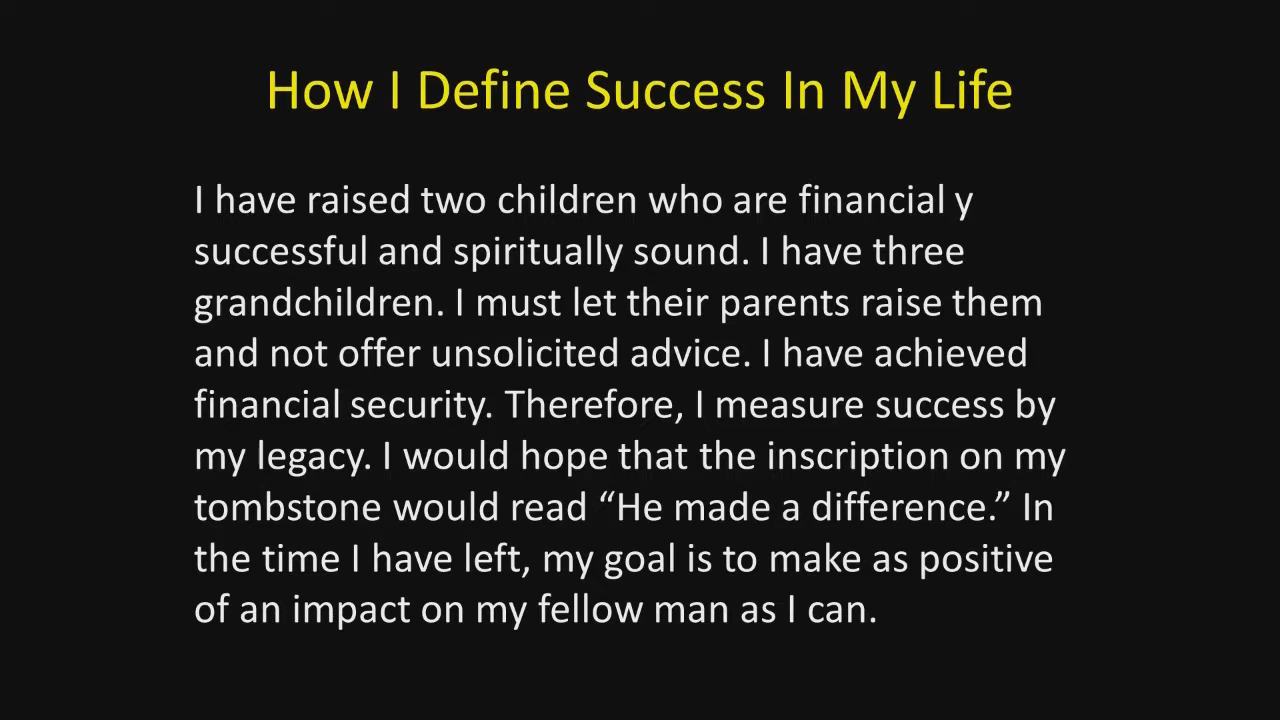 How I Define Success In My Life
I have raised two children who are financial y
successful and spiritually sound. I have three
grandchildren. I must let their parents raise them
and not offer unsolicited advice. I have achieved
financial security. Therefore, I measure success by
my legacy. I would hope that the inscription on my
tombstone would read “He made a difference.” In
the time I have left, my goal is to make as positive
of an impact on my fellow man as I can.